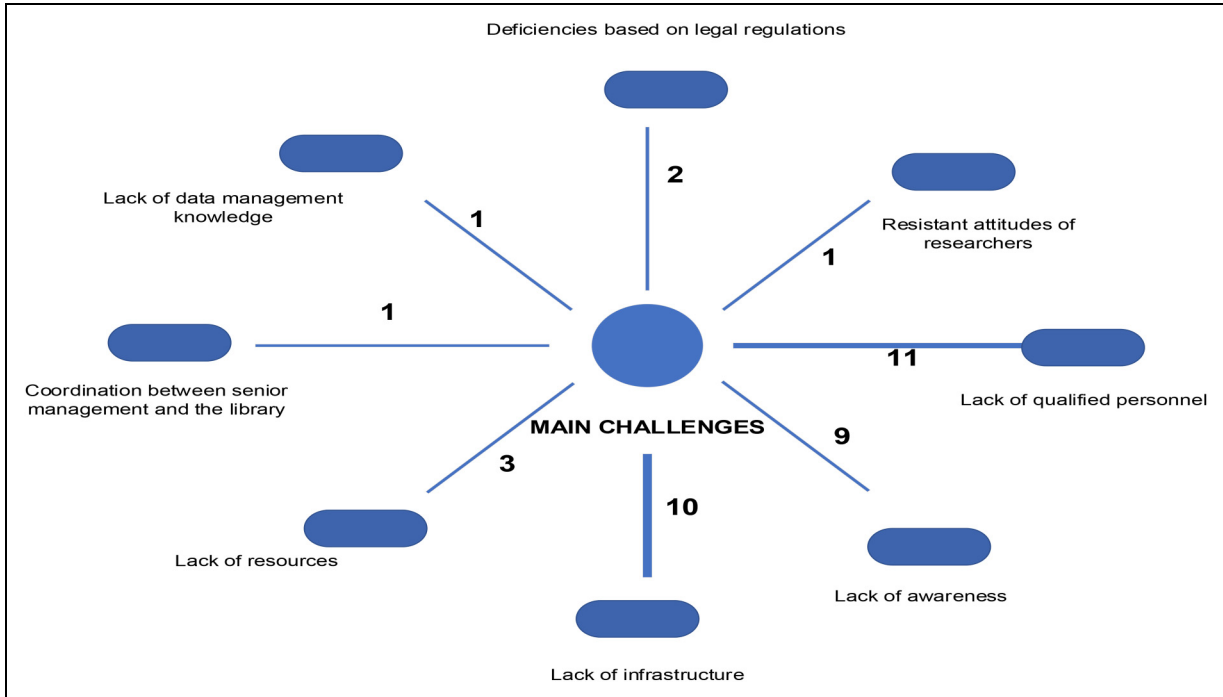 Deficiencies based on legal regulations
2
Lack of data management
knowledge
1
Resistant attitudes of
researchers
1
1
Coordination between senior
management and the library
11
Lack of qualified personnel
MAIN CHALLENGES
9
3
10
Lack of resources
Lack of awareness
Lack of infrastructure